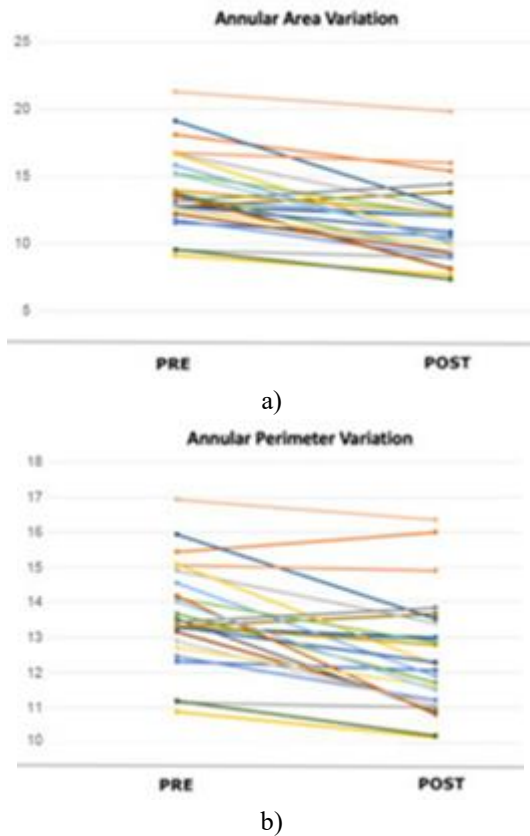 Annular Area Variation
25
20
15
10
5
PRE POST
a)
Annular Perimeter Variation
18
17
16
15
14
13
12
11
10
PRE POST
b)